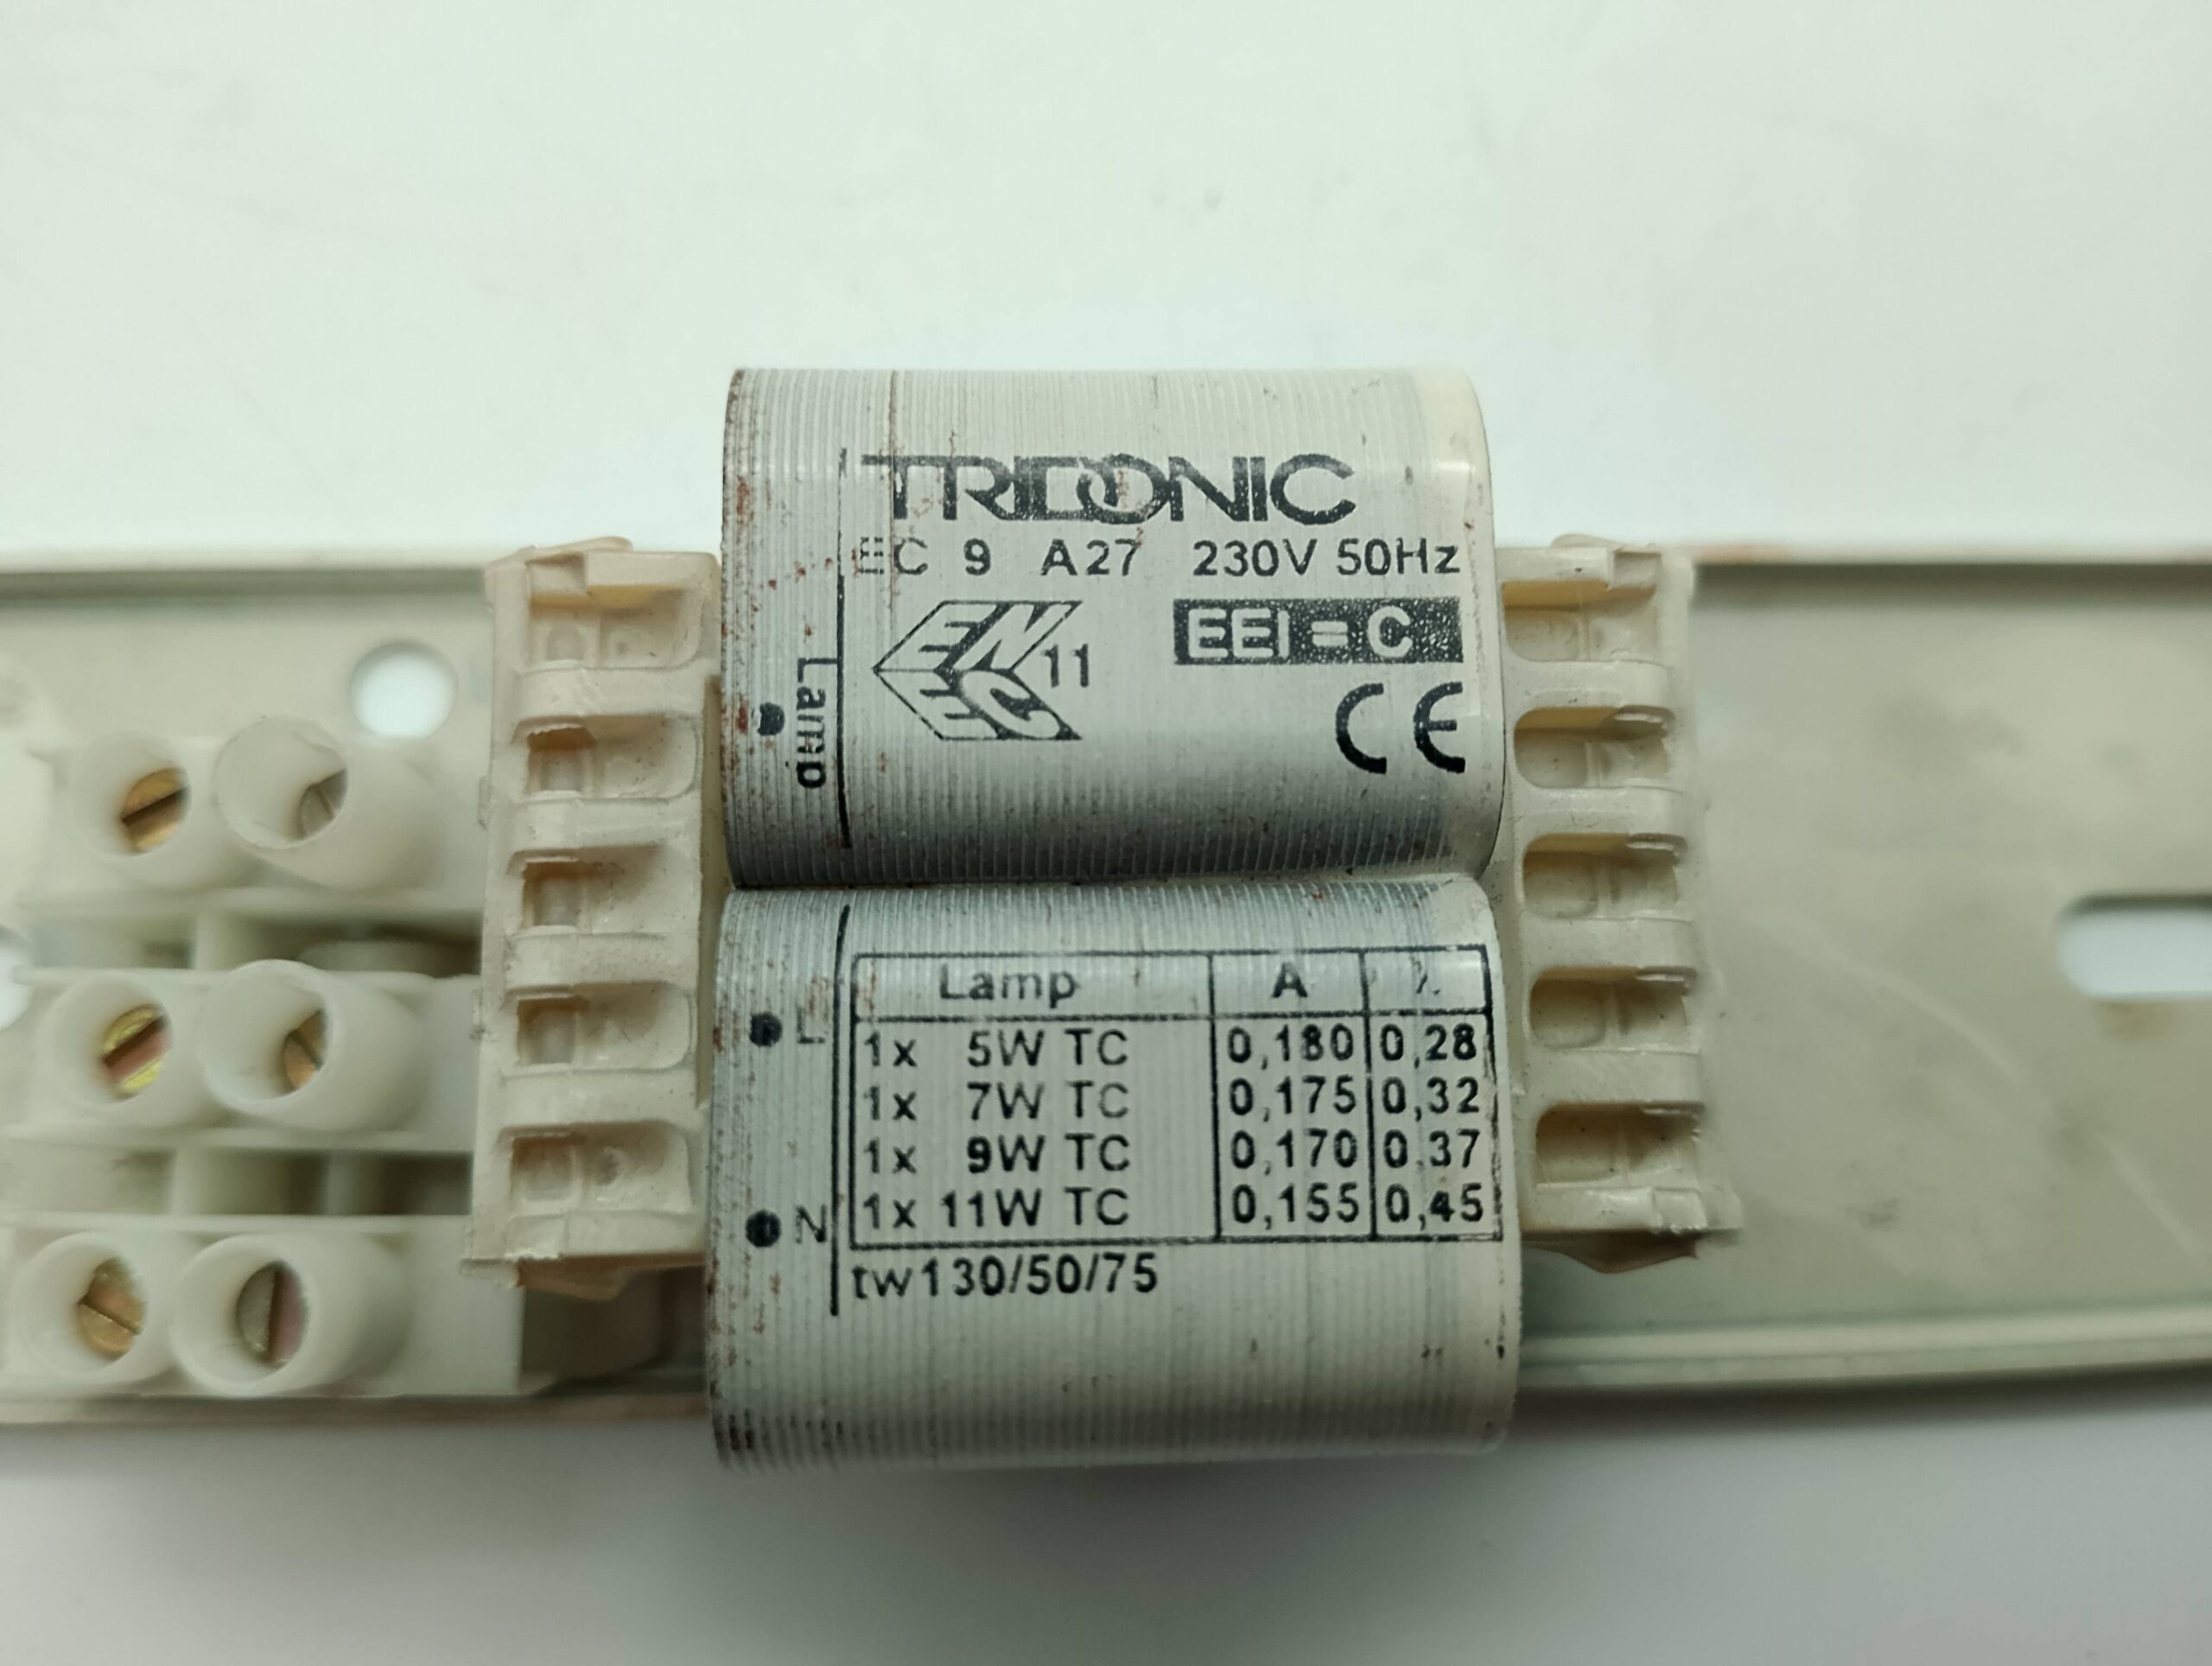 TRIDONIC
EC 9 A27 230V 50Hz
ENEC 11
EEI = C
CE
Lamp
Lamp A λ
1x 5W TC 0,180 0,28
1x 7W TC 0,175 0,32
1x 9W TC 0,170 0.37
1x 11W TC 0,155 0,45
L
N
tw130/50/75